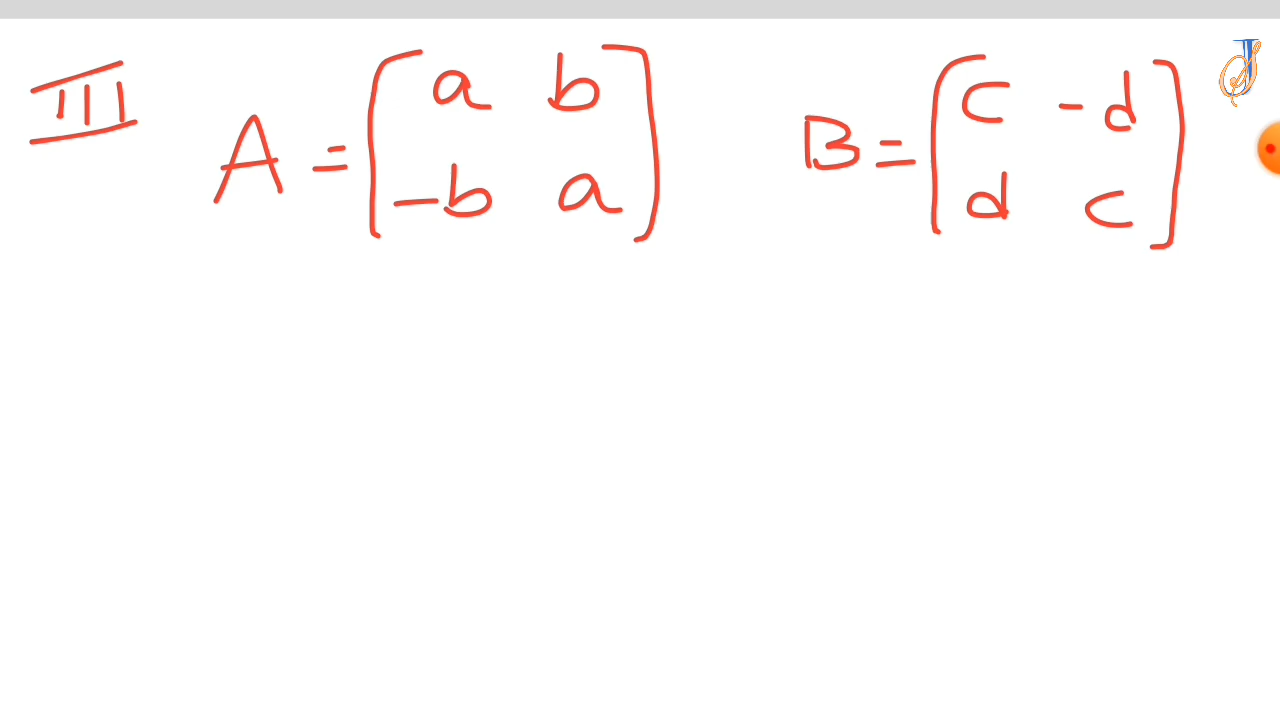 III
A = [a b; -b a] B = [c -d; d c]